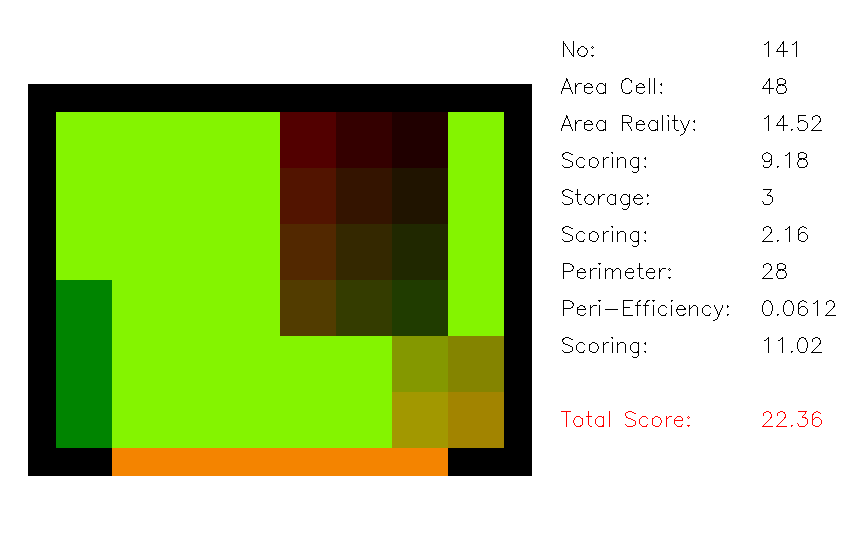 No: 141
Area Cell: 48
Area Reality: 14.52
Scoring: 9.18
Storage: 3
Scoring: 2.16
Perimeter: 28
Peri-Efficiency: 0.0612
Scoring: 11.02
Total Score: 22.36